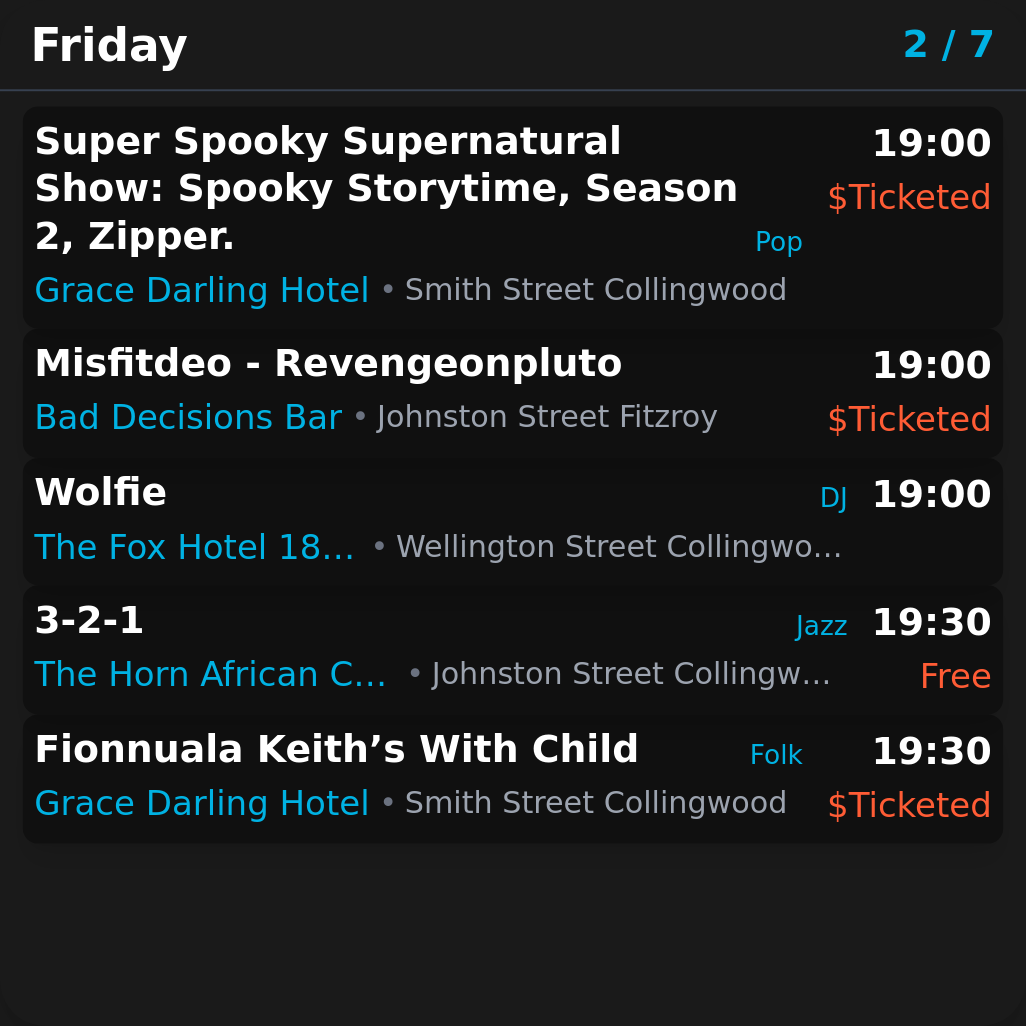 Friday 2 / 7
Super Spooky Supernatural 19:00
Show: Spooky Storytime, Season $Ticketed
2, Zipper. Pop
Grace Darling Hotel • Smith Street Collingwood
Misfitdeo - Revengeonpluto 19:00
Bad Decisions Bar • Johnston Street Fitzroy $Ticketed
Wolfie DJ 19:00
The Fox Hotel 18… • Wellington Street Collingwo…
3-2-1 Jazz 19:30
The Horn African C… • Johnston Street Collingw… Free
Fionnuala Keith’s With Child Folk 19:30
Grace Darling Hotel • Smith Street Collingwood $Ticketed